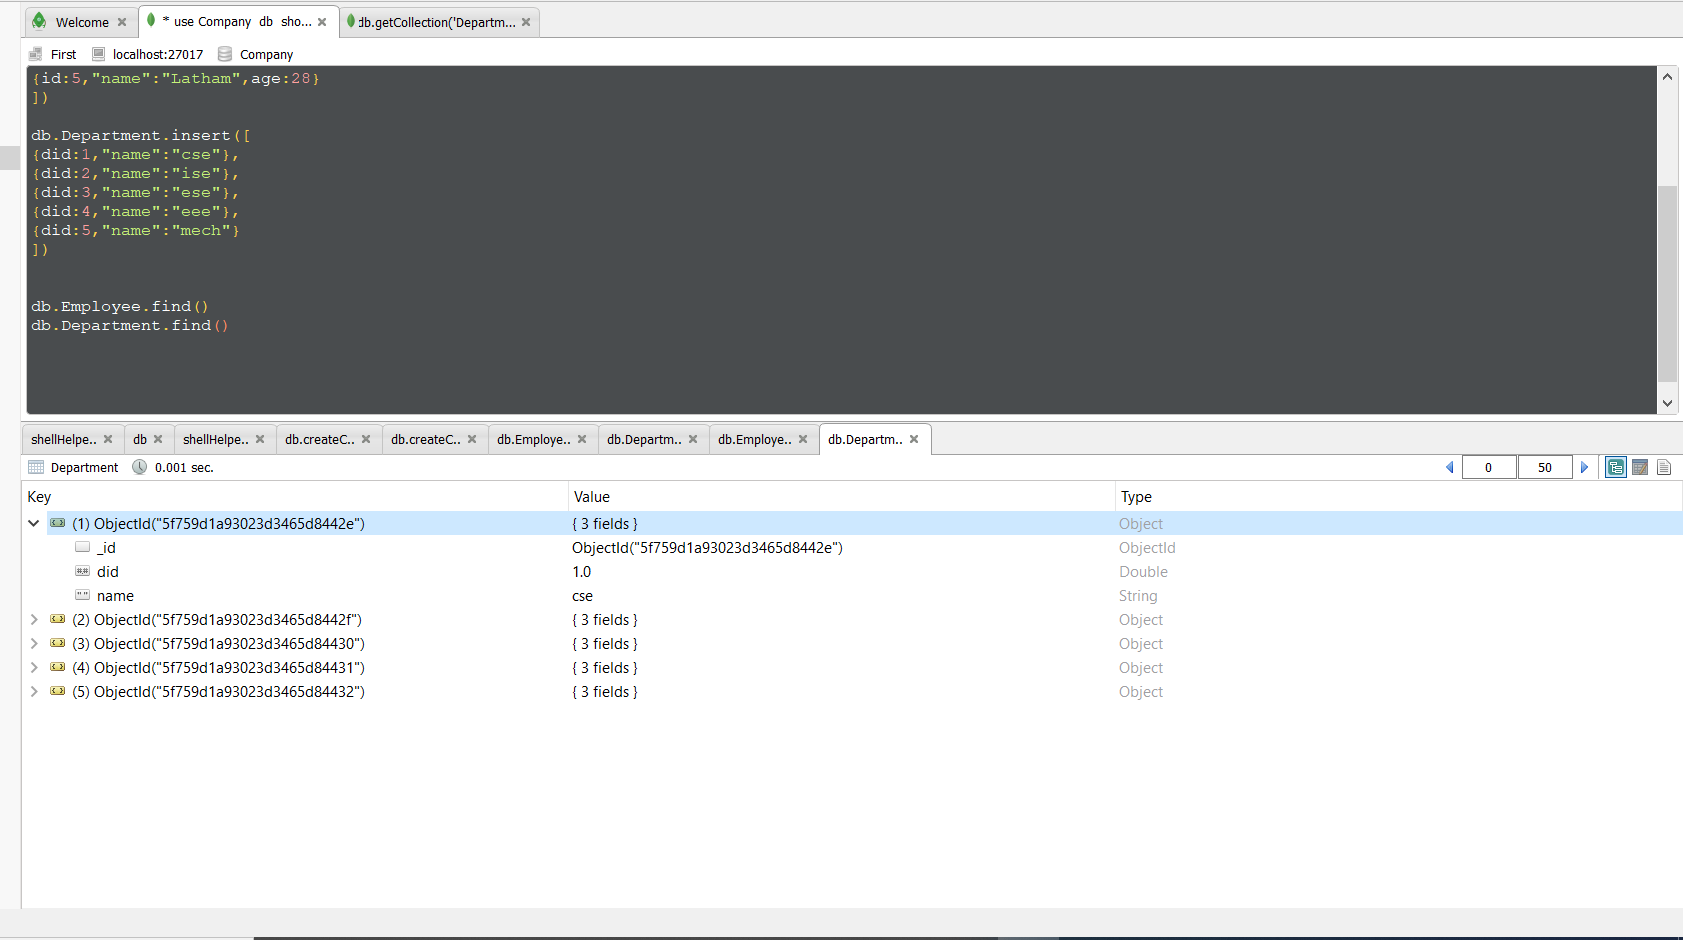 Welcome
* use Company  db  sho...
db.getCollection('Departm...
First
localhost:27017
Company
{id:5,"name":"Latham",age:28}
])
db.Department.insert([
{did:1,"name":"cse"},
{did:2,"name":"ise"},
{did:3,"name":"ese"},
{did:4,"name":"eee"},
{did:5,"name":"mech"}
])
db.Employee.find()
db.Department.find()
shellHelpe.. db shellHelpe.. db.createC.. db.createC.. db.Employe.. db.Departm.. db.Employe.. db.Departm..
Department 0.001 sec. 0 50
Key Value Type
(1) ObjectId("5f759d1a93023d3465d8442e") { 3 fields } Object
_id ObjectId("5f759d1a93023d3465d8442e") ObjectId
## did 1.0 Double
"" name cse String
(2) ObjectId("5f759d1a93023d3465d8442f") { 3 fields } Object
(3) ObjectId("5f759d1a93023d3465d84430") { 3 fields } Object
(4) ObjectId("5f759d1a93023d3465d84431") { 3 fields } Object
(5) ObjectId("5f759d1a93023d3465d84432") { 3 fields } Object